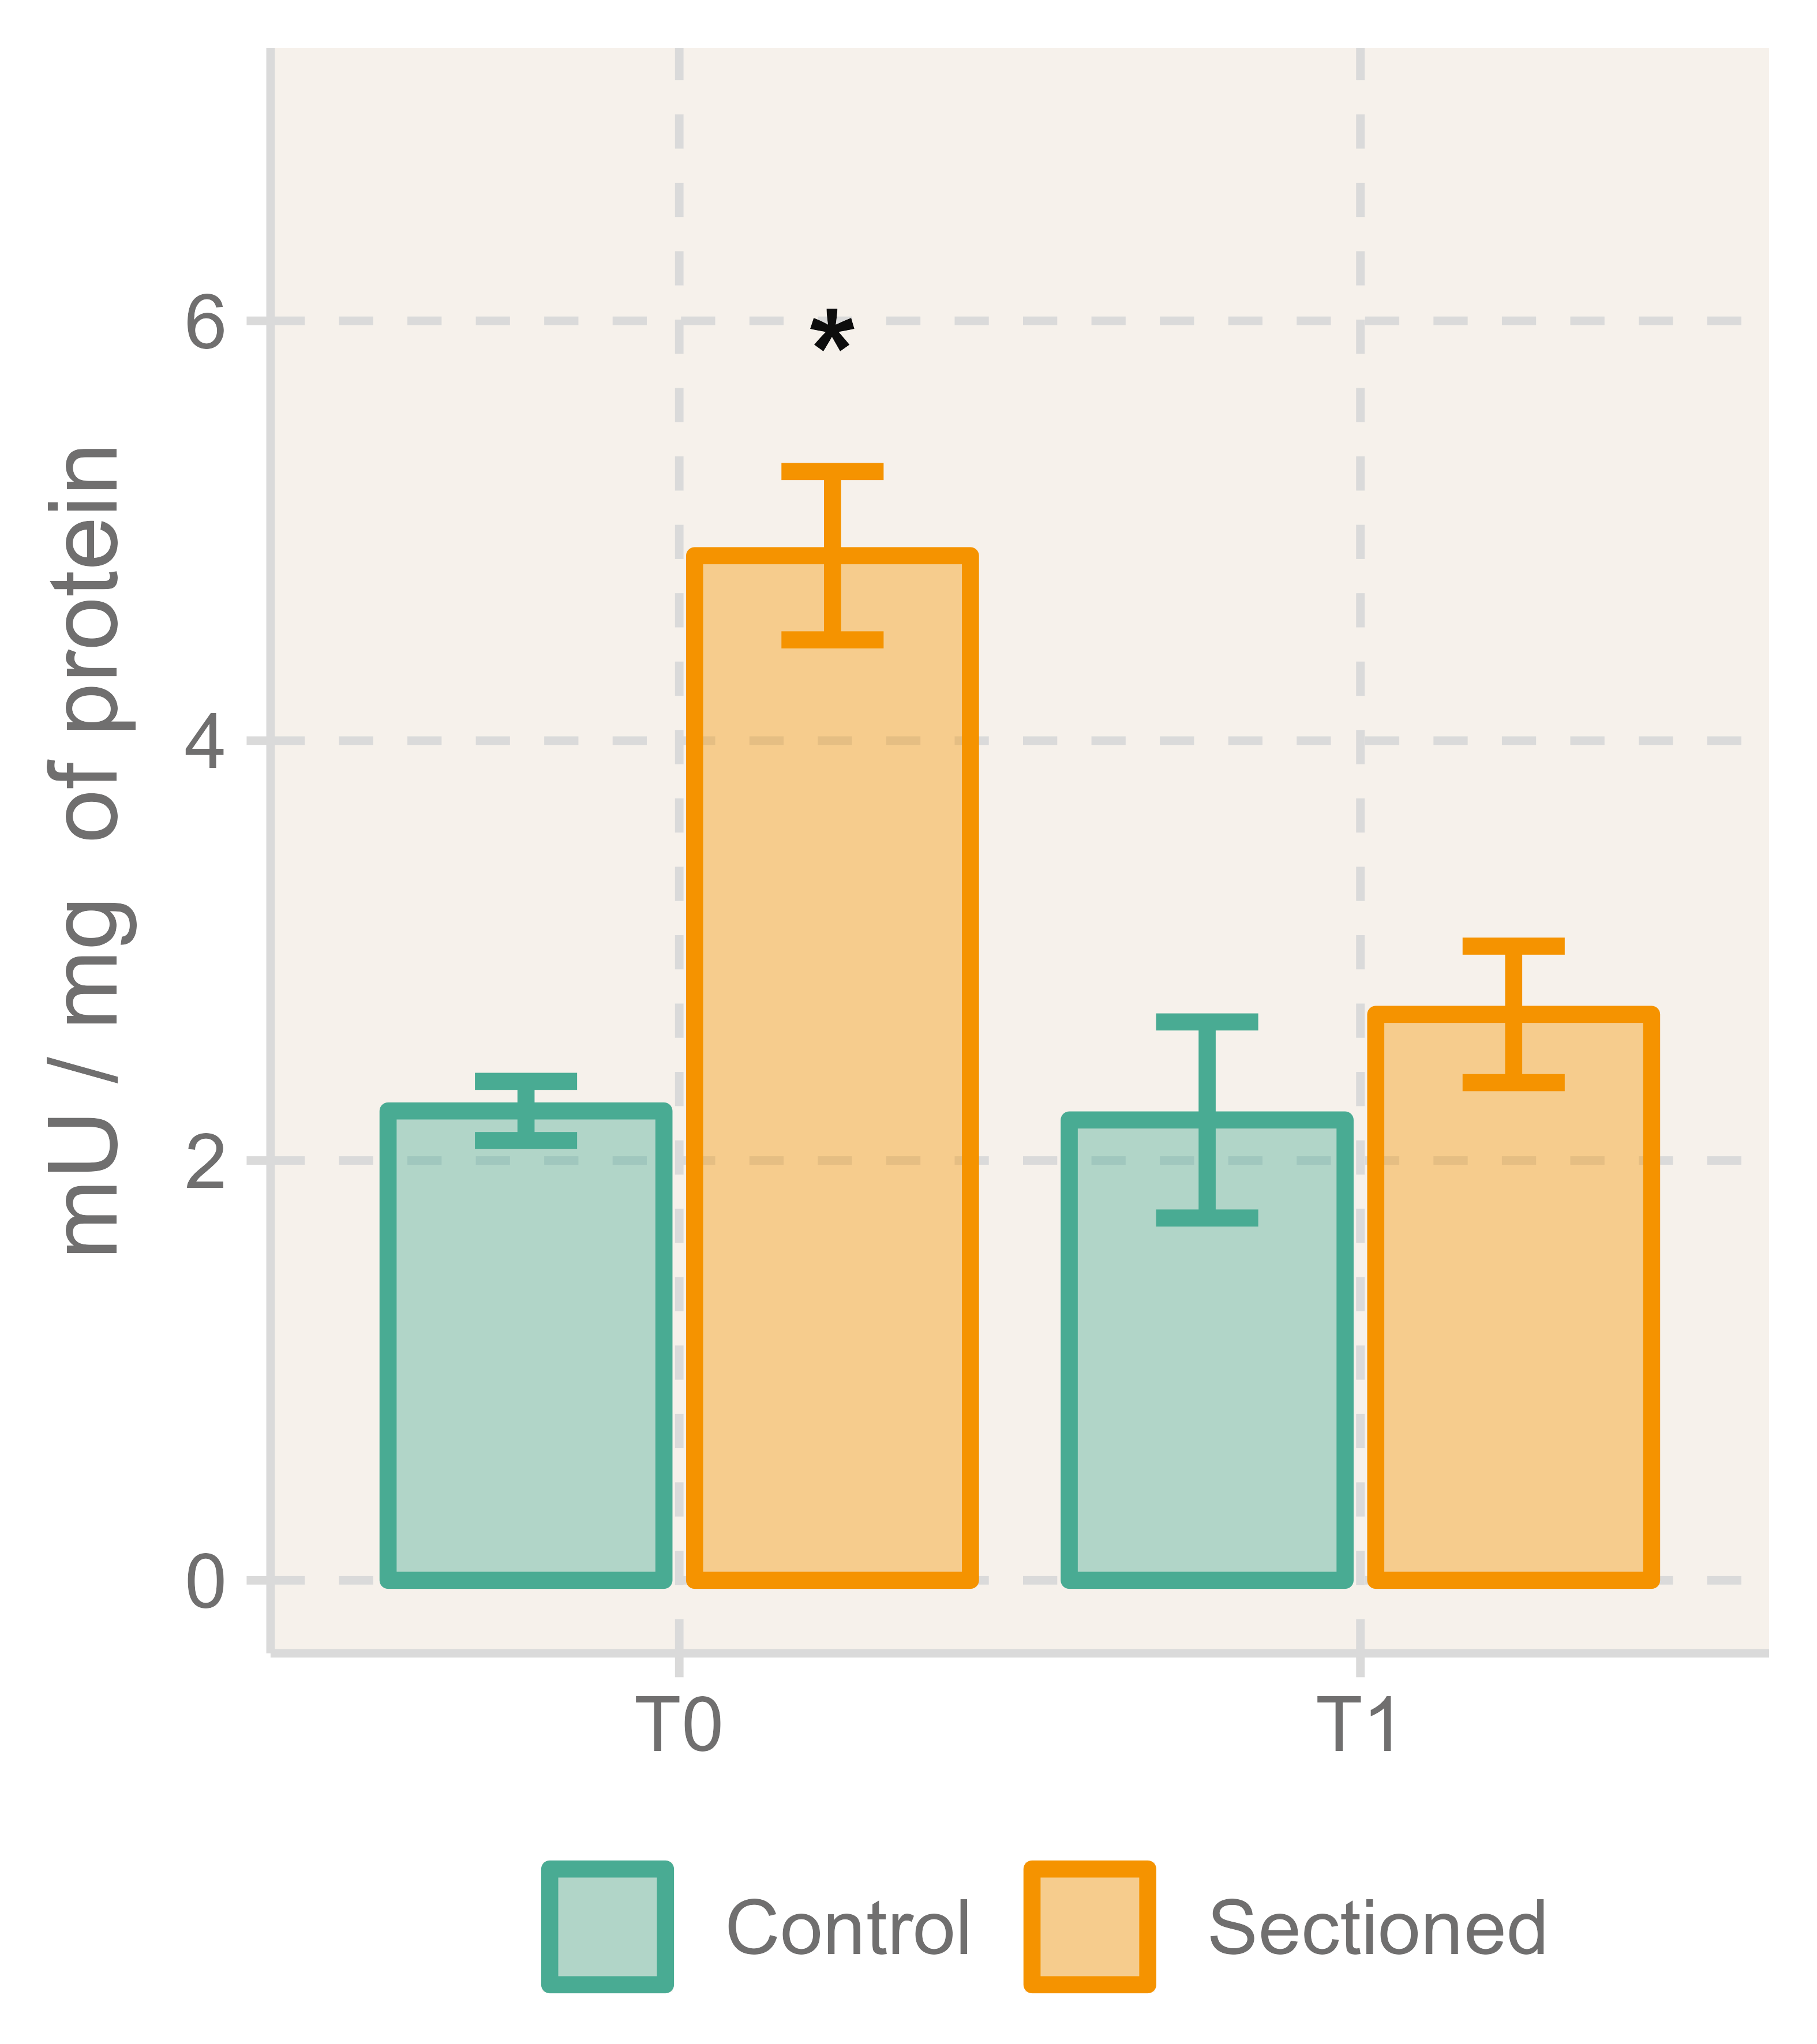 mU / mg of protein
6
*
4
2
0
T0 T1
Control Sectioned